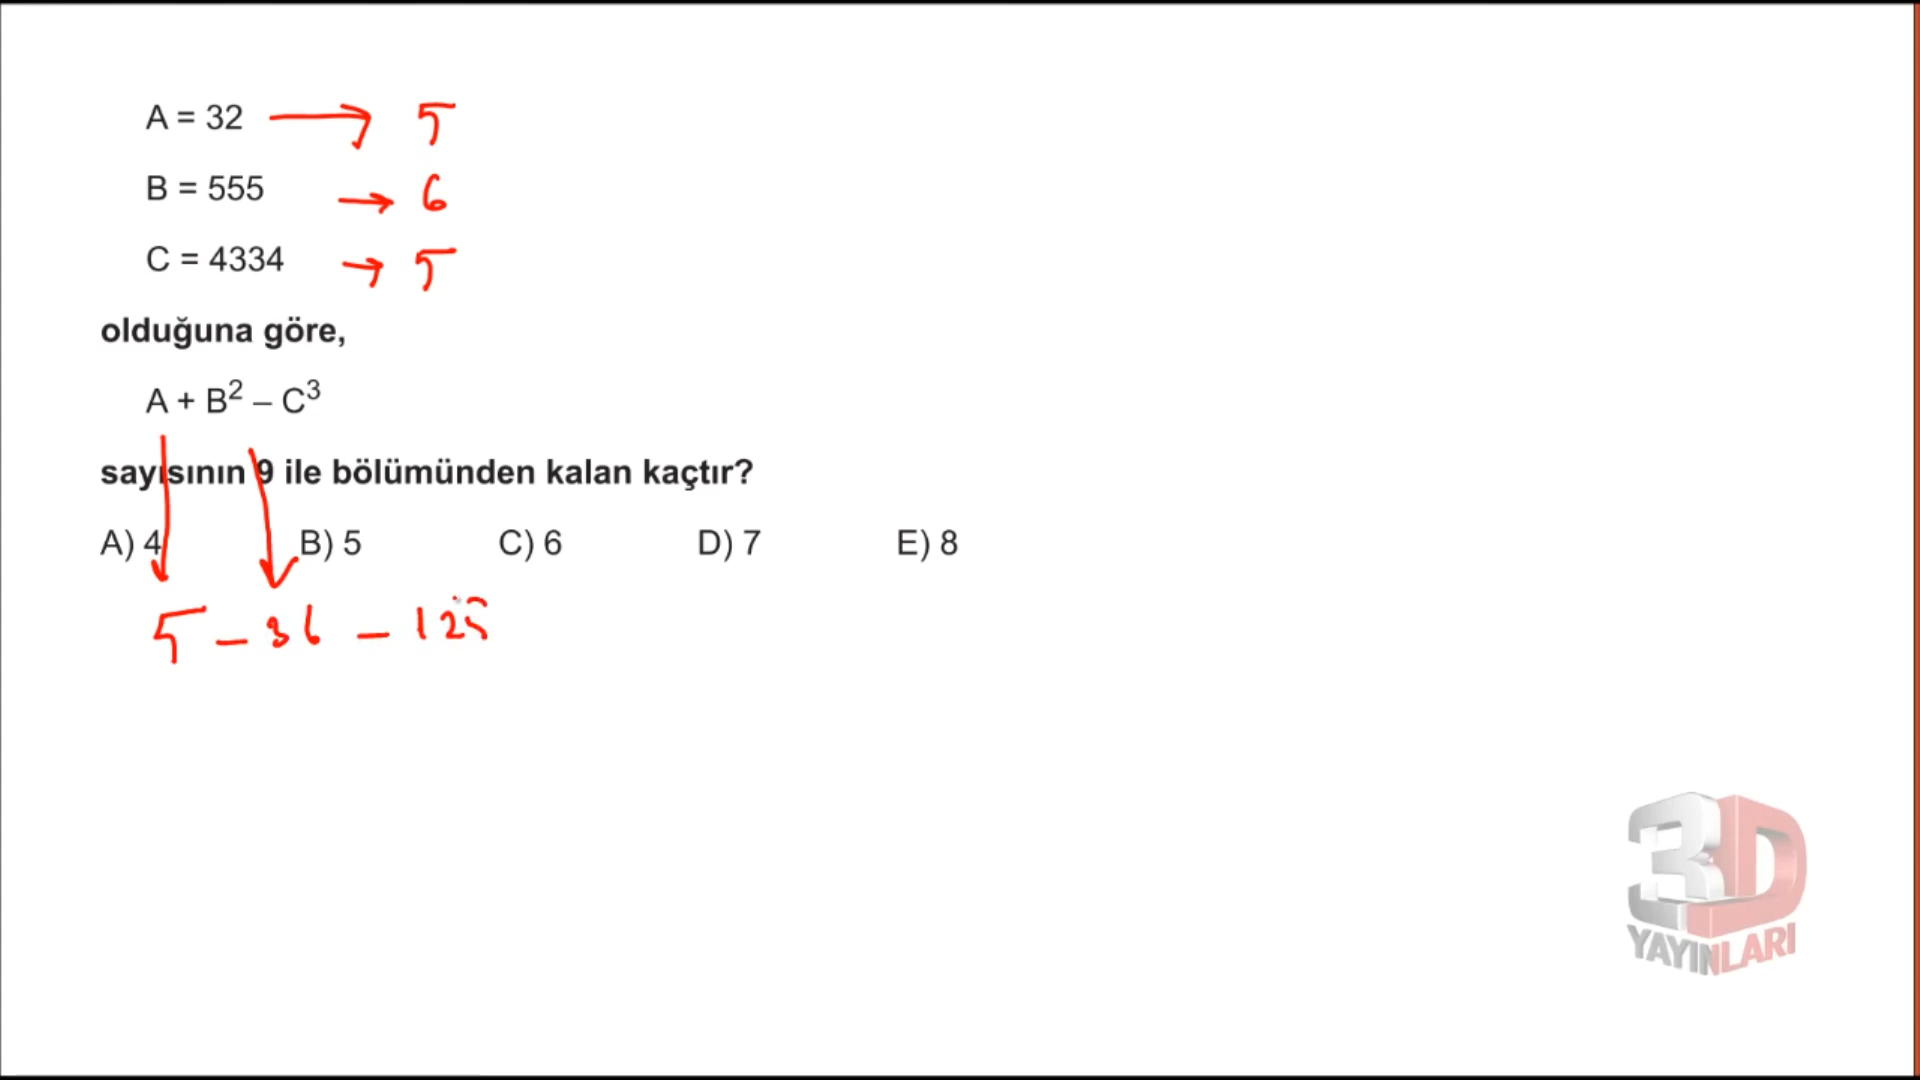 A = 32 → 5
B = 555 → 6
C = 4334 → 5
olduğuna göre,
A + B² – C³
sayısının 9 ile bölümünden kalan kaçtır?
A) 4 B) 5 C) 6 D) 7 E) 8
5 – 36 – 125
3D
YAYINLARI